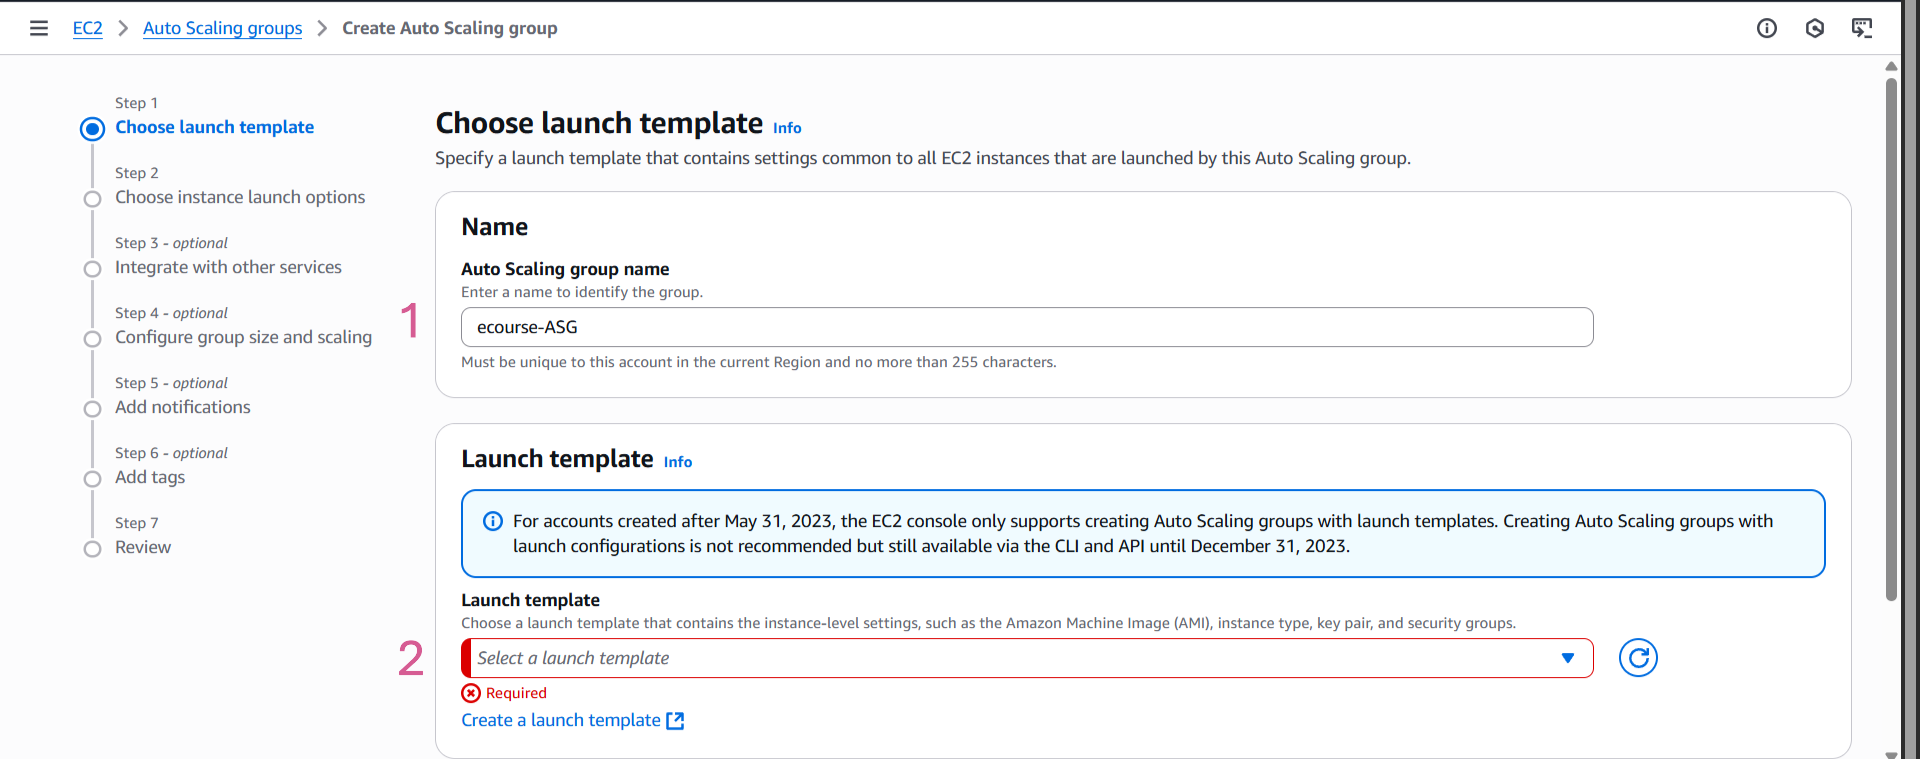 EC2 > Auto Scaling groups > Create Auto Scaling group
Step 1
Choose launch template
Step 2
Choose instance launch options
Step 3 - optional
Integrate with other services
Step 4 - optional
Configure group size and scaling
Step 5 - optional
Add notifications
Step 6 - optional
Add tags
Step 7
Review
Choose launch template Info
Specify a launch template that contains settings common to all EC2 instances that are launched by this Auto Scaling group.
Name
Auto Scaling group name
Enter a name to identify the group.
1
ecourse-ASG
Must be unique to this account in the current Region and no more than 255 characters.
Launch template Info
For accounts created after May 31, 2023, the EC2 console only supports creating Auto Scaling groups with launch templates. Creating Auto Scaling groups with
launch configurations is not recommended but still available via the CLI and API until December 31, 2023.
Launch template
Choose a launch template that contains the instance-level settings, such as the Amazon Machine Image (AMI), instance type, key pair, and security groups.
2
Select a launch template
Required
Create a launch template